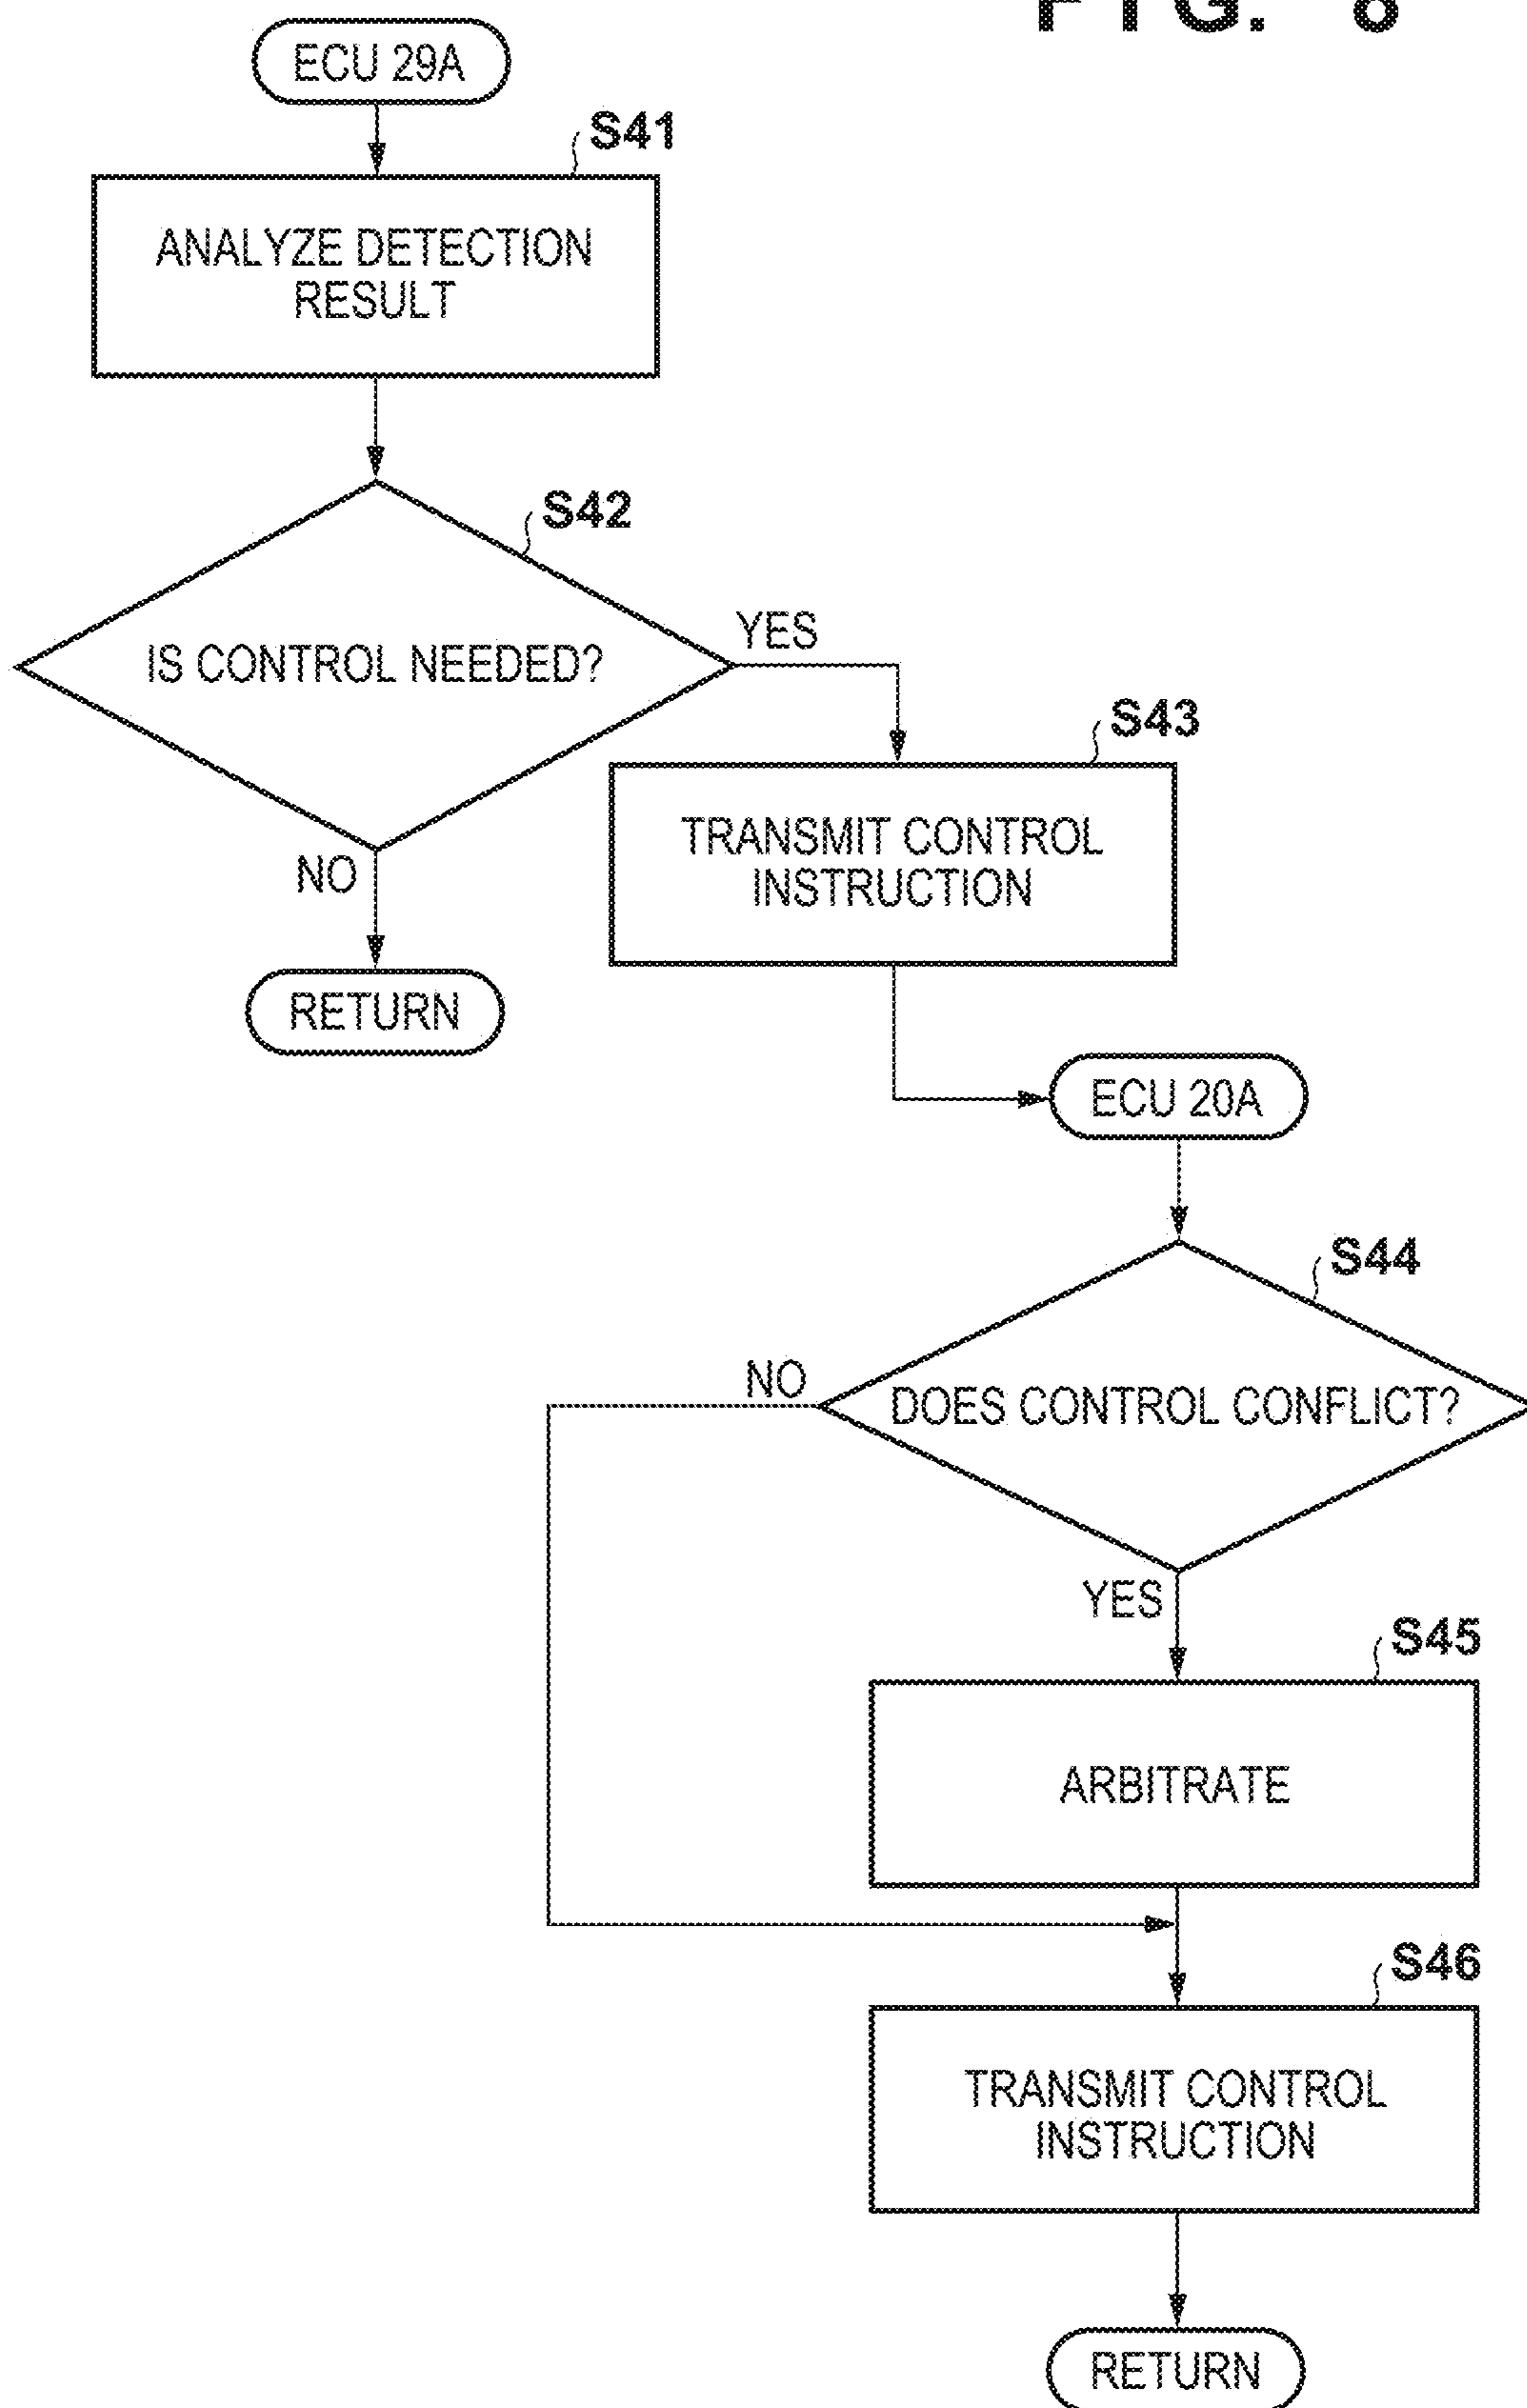 FIG. 8
ECU 29A
S41
ANALYZE DETECTION
RESULT
S42
IS CONTROL NEEDED?
YES
S43
TRANSMIT CONTROL
INSTRUCTION
NO
RETURN
ECU 20A
S44
DOES CONTROL CONFLICT?
NO
YES
S45
ARBITRATE
S46
TRANSMIT CONTROL
INSTRUCTION
RETURN